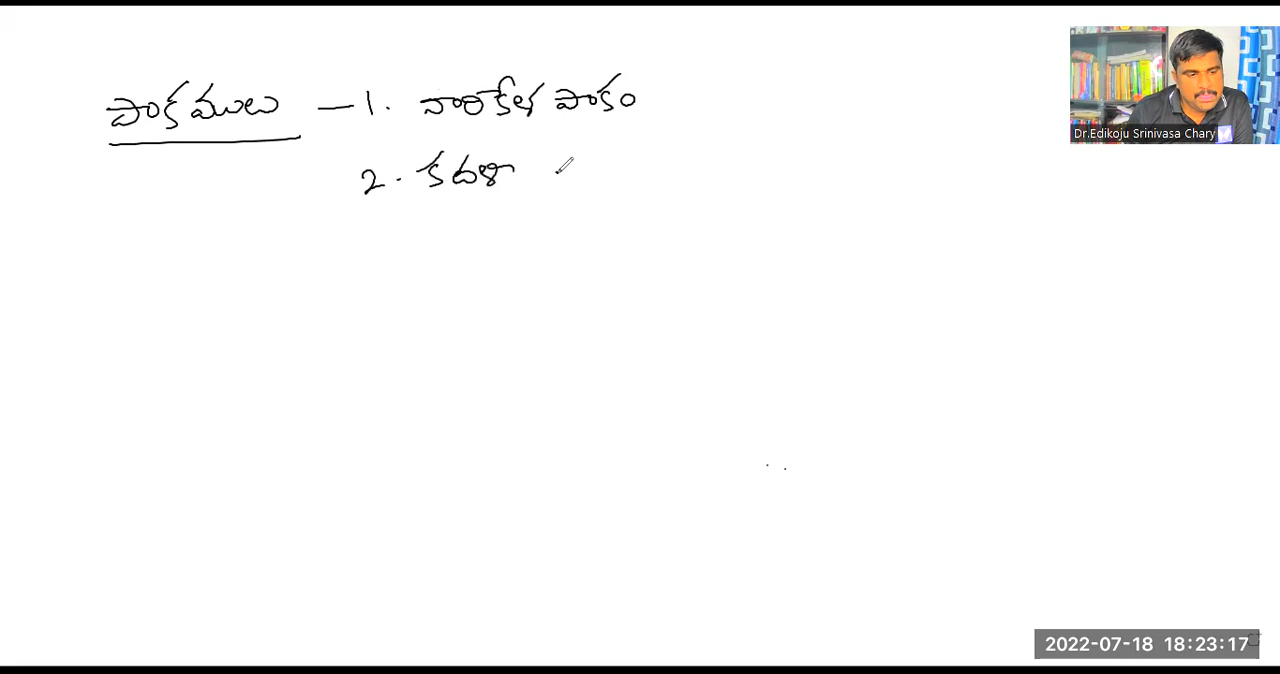 పాకములు – 1. నారికేళ పాకం
2. కదళీ
Dr.Edikoju Srinivasa Chary
2022-07-18 18:23:17